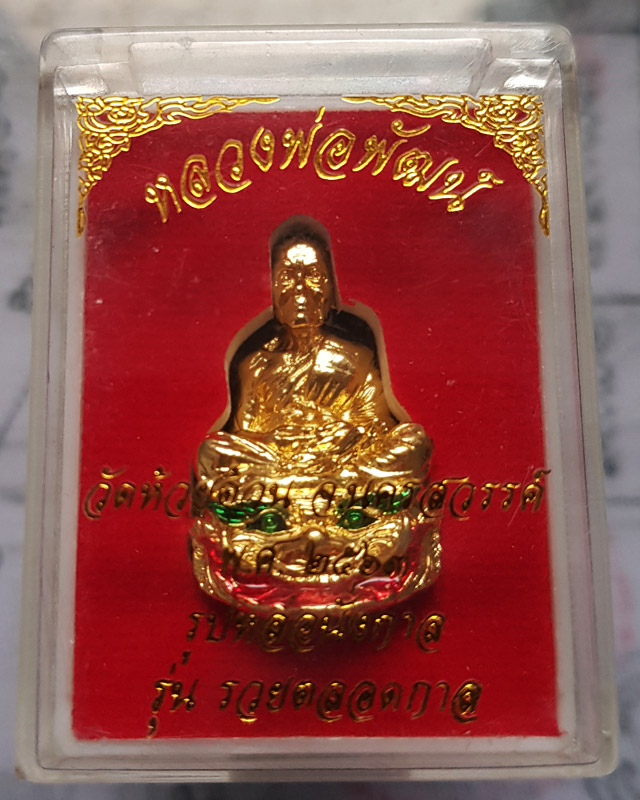 หลวงพ่อพัฒน์
วัดห้วยด้วน จ.นครสวรรค์
พ.ศ. ๒๕๖๓
รูปหล่อนั่งกาล
รุ่น รวยตลอดกาล